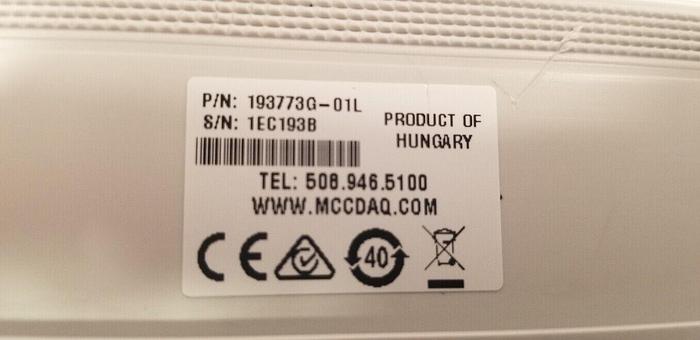 P/N: 193773G-01L
S/N: 1EC193B
PRODUCT OF
HUNGARY
TEL: 508.946.5100
WWW.MCCDAQ.COM
CE
40